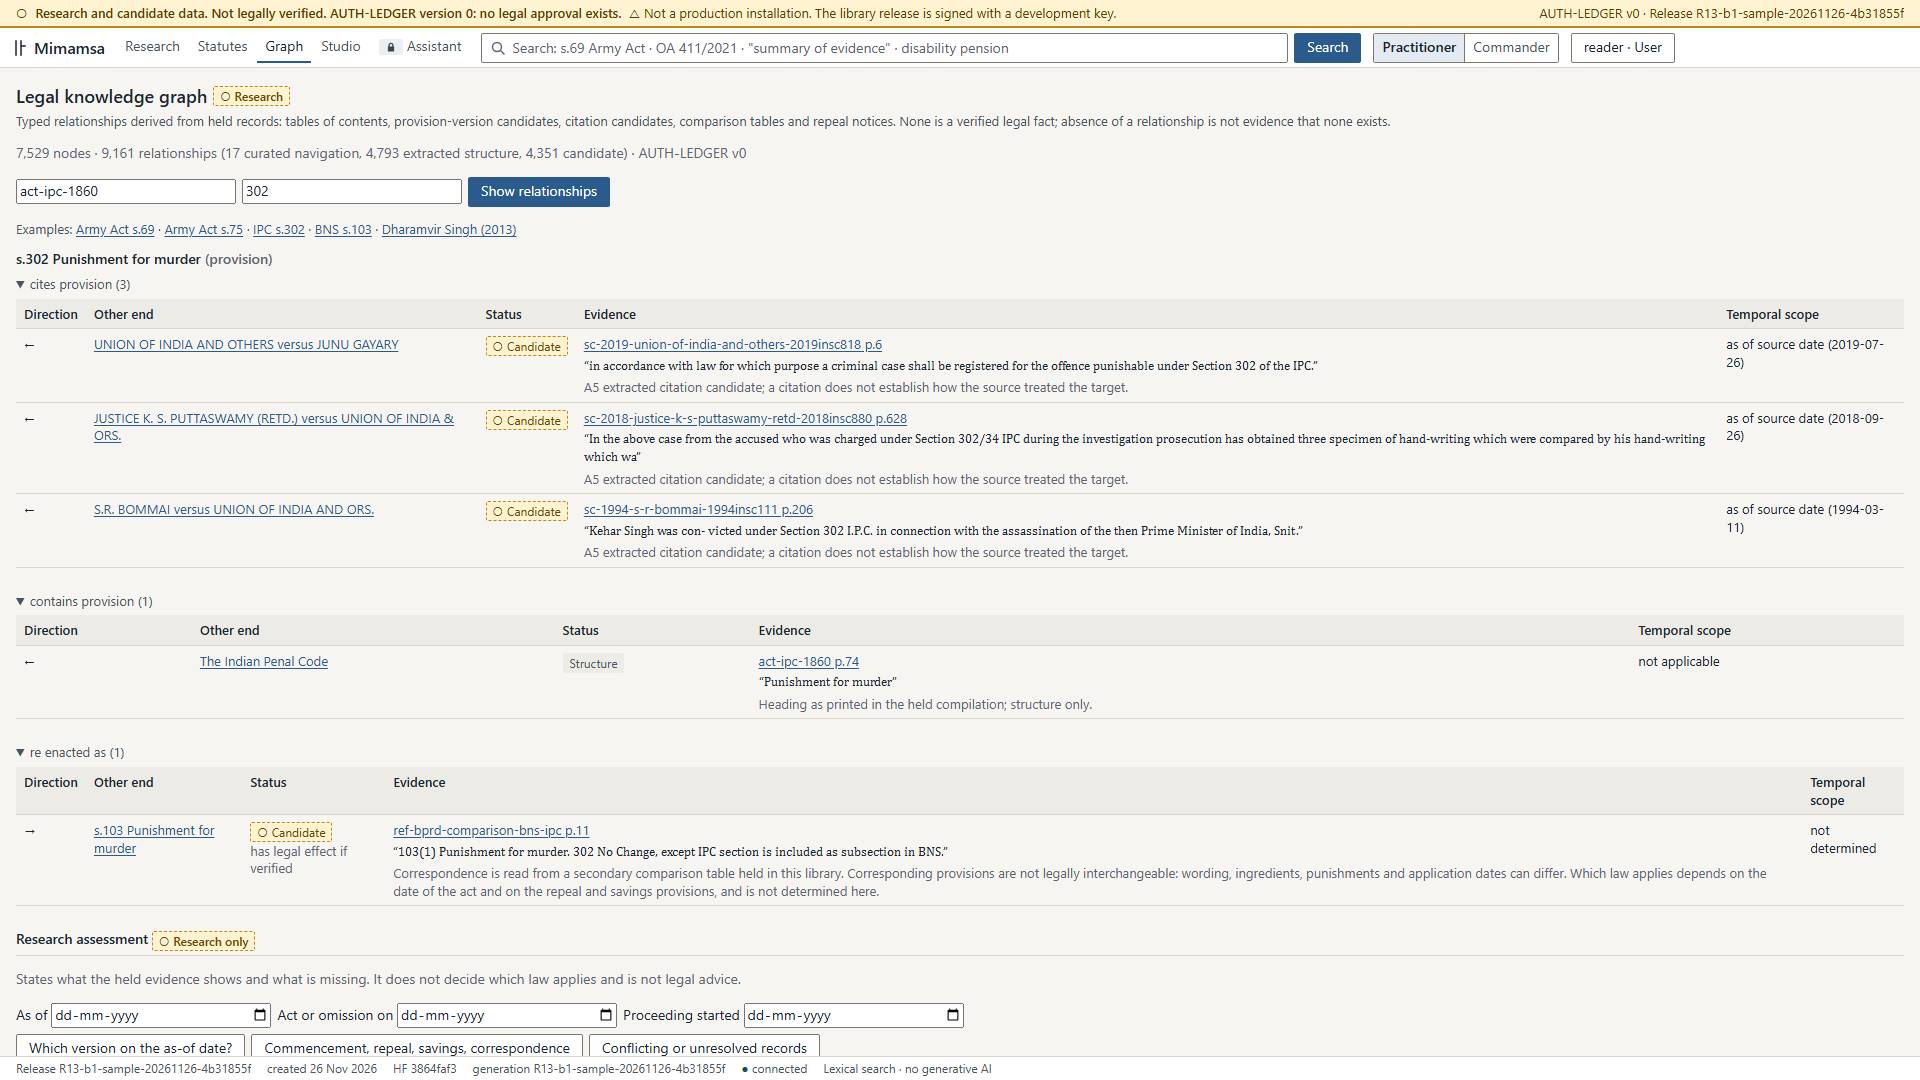 Research and candidate data. Not legally verified. AUTH-LEDGER version 0: no legal approval exists. ⚠ Not a production installation. The library release is signed with a development key. AUTH-LEDGER v0 · Release R13-b1-sample-20261126-4b31855f
Mimamsa Research Statutes Graph Studio Assistant Search: s.69 Army Act · OA 411/2021 · "summary of evidence" · disability pension Search Practitioner Commander reader · User
Legal knowledge graph Research
Typed relationships derived from held records: tables of contents, provision-version candidates, citation candidates, comparison tables and repeal notices. None is a verified legal fact; absence of a relationship is not evidence that none exists.
7,529 nodes · 9,161 relationships (17 curated navigation, 4,793 extracted structure, 4,351 candidate) · AUTH-LEDGER v0
act-ipc-1860 302 Show relationships
Examples: Army Act s.69 · Army Act s.75 · IPC s.302 · BNS s.103 · Dharamvir Singh (2013)
s.302 Punishment for murder (provision)
▼ cites provision (3)
Direction Other end Status Evidence Temporal scope
← UNION OF INDIA AND OTHERS versus JUNU GAYARY Candidate sc-2019-union-of-india-and-others-2019insc818 p.6 as of source date (2019-07-
26)
“in accordance with law for which purpose a criminal case shall be registered for the offence punishable under Section 302 of the IPC.”
A5 extracted citation candidate; a citation does not establish how the source treated the target.
← JUSTICE K. S. PUTTASWAMY (RETD.) versus UNION OF INDIA & Candidate sc-2018-justice-k-s-puttaswamy-retd-2018insc880 p.628 as of source date (2018-09-
ORS. 26)
“In the above case from the accused who was charged under Section 302/34 IPC during the investigation prosecution has obtained three specimen of hand-writing which were compared by his hand-writing
which wa”
A5 extracted citation candidate; a citation does not establish how the source treated the target.
← S.R. BOMMAI versus UNION OF INDIA AND ORS. Candidate sc-1994-s-r-bommai-1994insc111 p.206 as of source date (1994-03-
11)
“Kehar Singh was con- victed under Section 302 I.P.C. in connection with the assassination of the then Prime Minister of India, Snit.”
A5 extracted citation candidate; a citation does not establish how the source treated the target.
▼ contains provision (1)
Direction Other end Status Evidence Temporal scope
← The Indian Penal Code Structure act-ipc-1860 p.74 not applicable
“Punishment for murder”
Heading as printed in the held compilation; structure only.
▼ re enacted as (1)
Direction Other end Status Evidence Temporal
scope
→ s.103 Punishment for Candidate ref-bprd-comparison-bns-ipc p.11 not
murder has legal effect if “103(1) Punishment for murder. 302 No Change, except IPC section is included as subsection in BNS.” determined
verified Correspondence is read from a secondary comparison table held in this library. Corresponding provisions are not legally interchangeable: wording, ingredients, punishments and application dates can differ. Which law applies depends on the
date of the act and on the repeal and savings provisions, and is not determined here.
Research assessment Research only
States what the held evidence shows and what is missing. It does not decide which law applies and is not legal advice.
As of dd-mm-yyyy Act or omission on dd-mm-yyyy Proceeding started dd-mm-yyyy
Which version on the as-of date? Commencement, repeal, savings, correspondence Conflicting or unresolved records
Release R13-b1-sample-20261126-4b31855f created 26 Nov 2026 HF 3864faf3 generation R13-b1-sample-20261126-4b31855f ● connected Lexical search · no generative AI